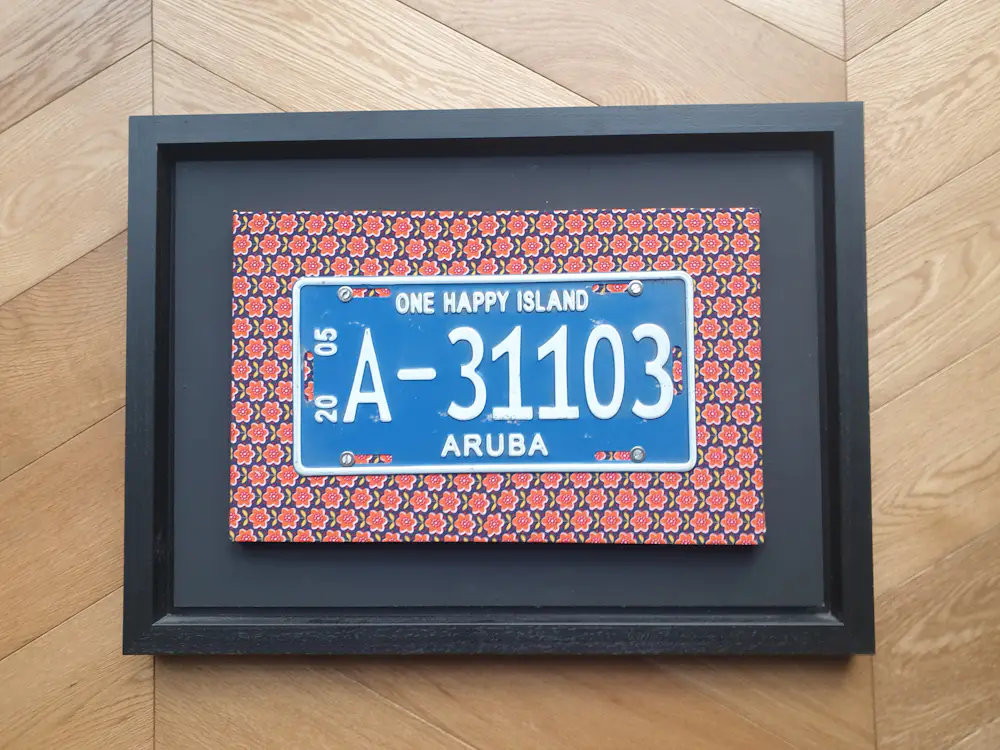 ONE HAPPY ISLAND
20 05
A-31103
ARUBA